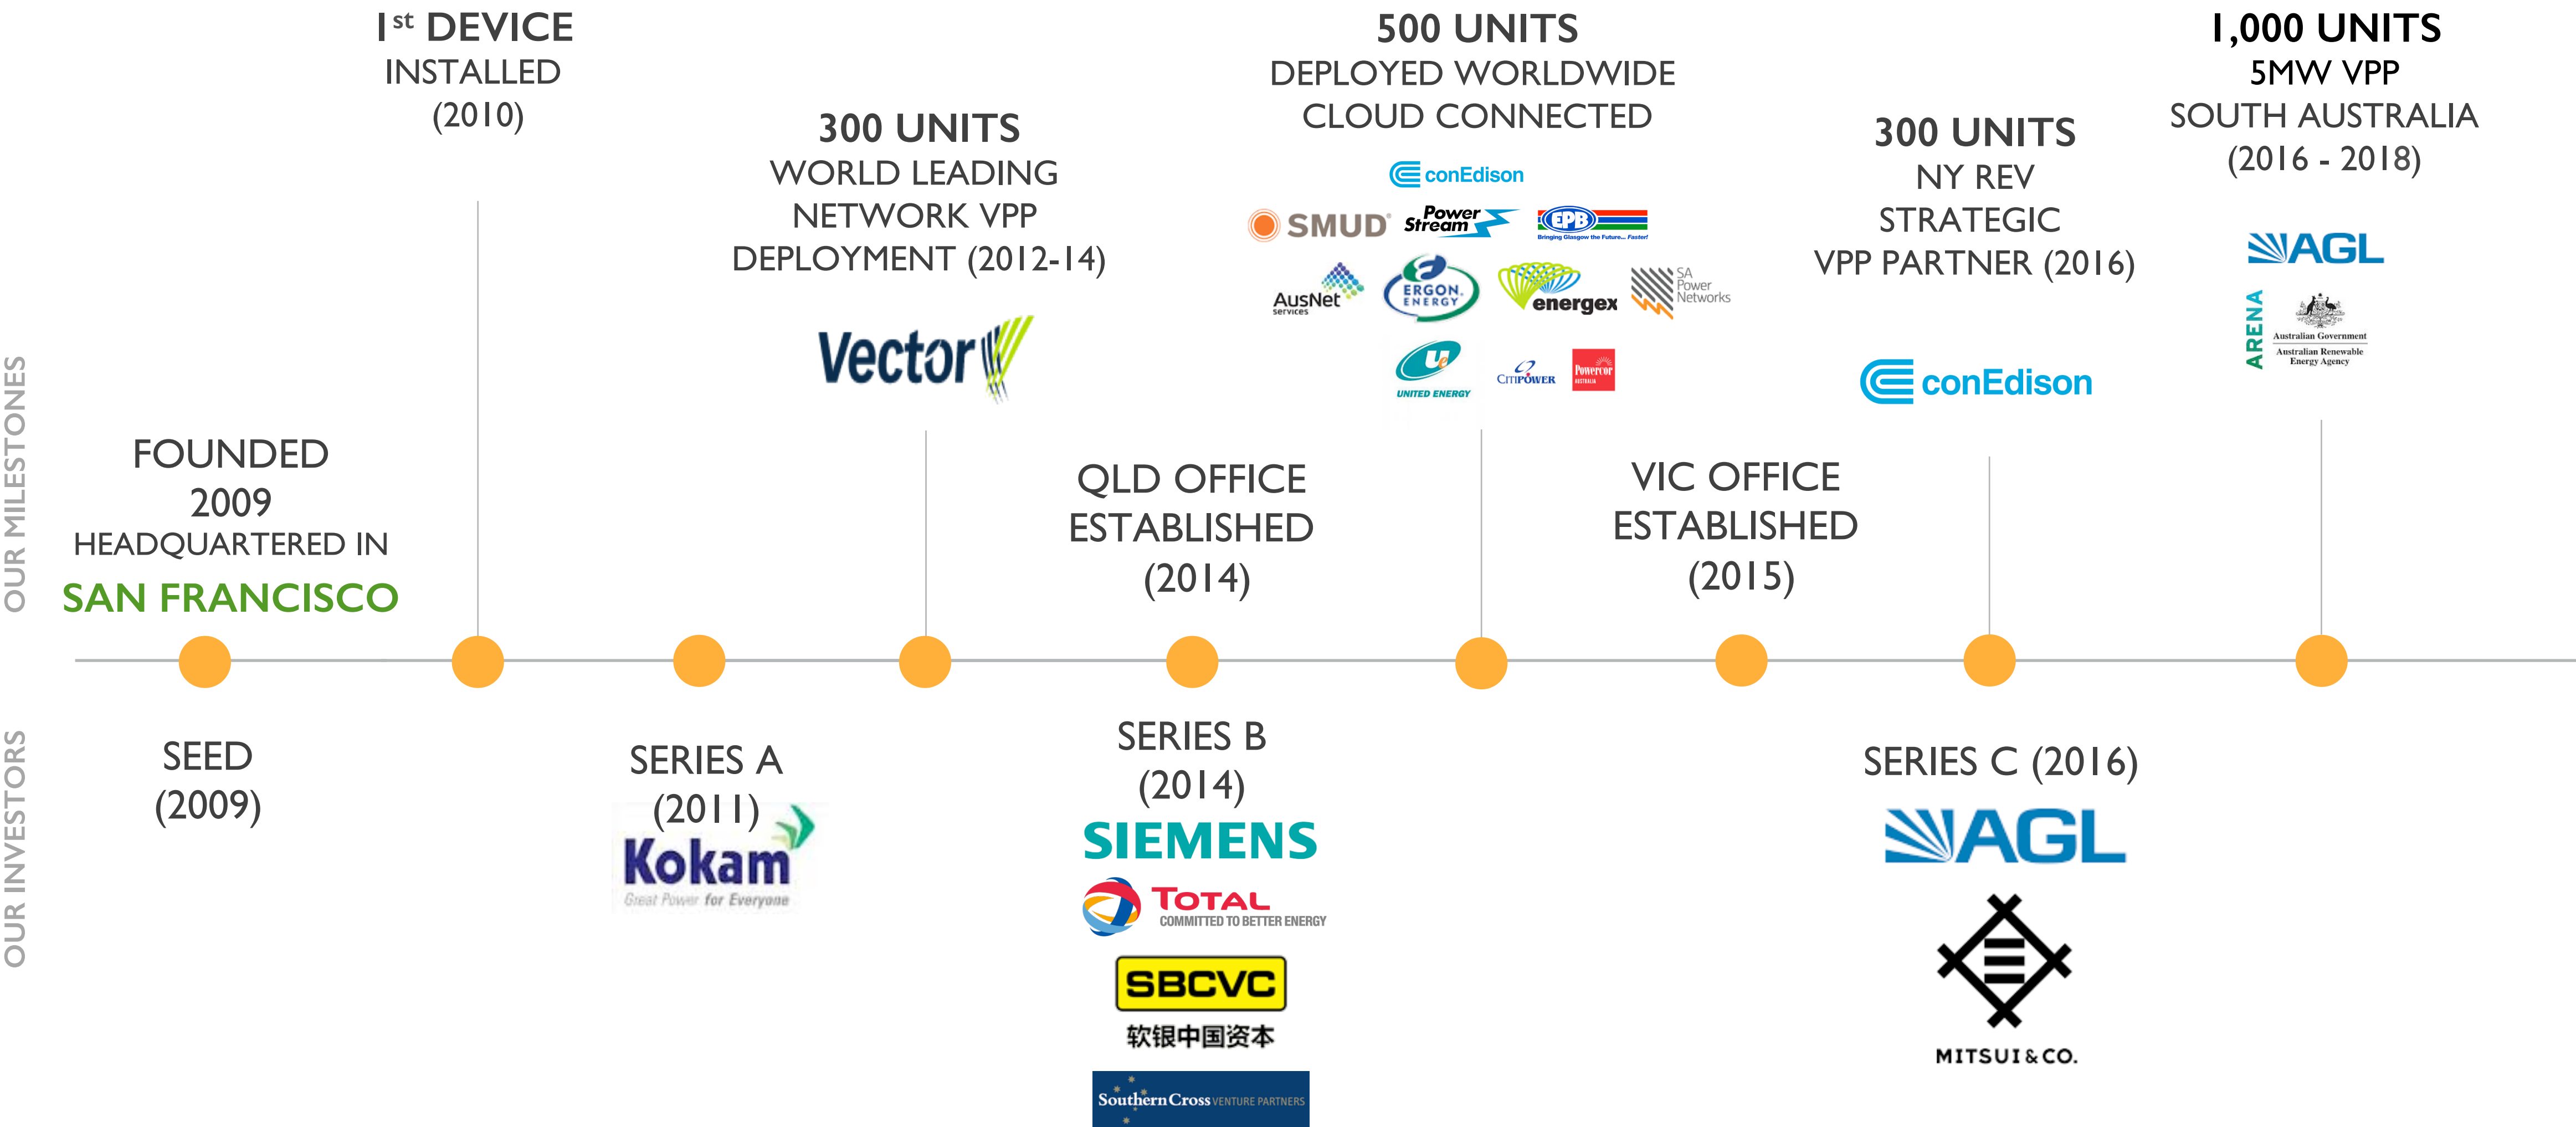 1st DEVICE
INSTALLED
(2010)
500 UNITS
DEPLOYED WORLDWIDE
CLOUD CONNECTED
1,000 UNITS
5MW VPP
SOUTH AUSTRALIA
(2016 - 2018)
300 UNITS
WORLD LEADING
NETWORK VPP
DEPLOYMENT (2012-14)
300 UNITS
NY REV
STRATEGIC
VPP PARTNER (2016)
conEdison
SMUD®
Power
Stream
EPB
Bringing Glasgow the Future... Faster!
AusNet
services
ERGON
ENERGY
energex
SA
Power
Networks
UNITED ENERGY
CITIPOWER
Powercor
AUSTRALIA
Vector
conEdison
AGL
ARENA
Australian Government
Australian Renewable
Energy Agency
OUR MILESTONES
FOUNDED
2009
HEADQUARTERED IN
SAN FRANCISCO
QLD OFFICE
ESTABLISHED
(2014)
VIC OFFICE
ESTABLISHED
(2015)
OUR INVESTORS
SEED
(2009)
SERIES A
(2011)
Kokam
Great Power for Everyone
SERIES B
(2014)
SIEMENS
TOTAL
COMMITTED TO BETTER ENERGY
SBCVC
软银中国资本
Southern Cross VENTURE PARTNERS
SERIES C (2016)
AGL
MITSUI & CO.